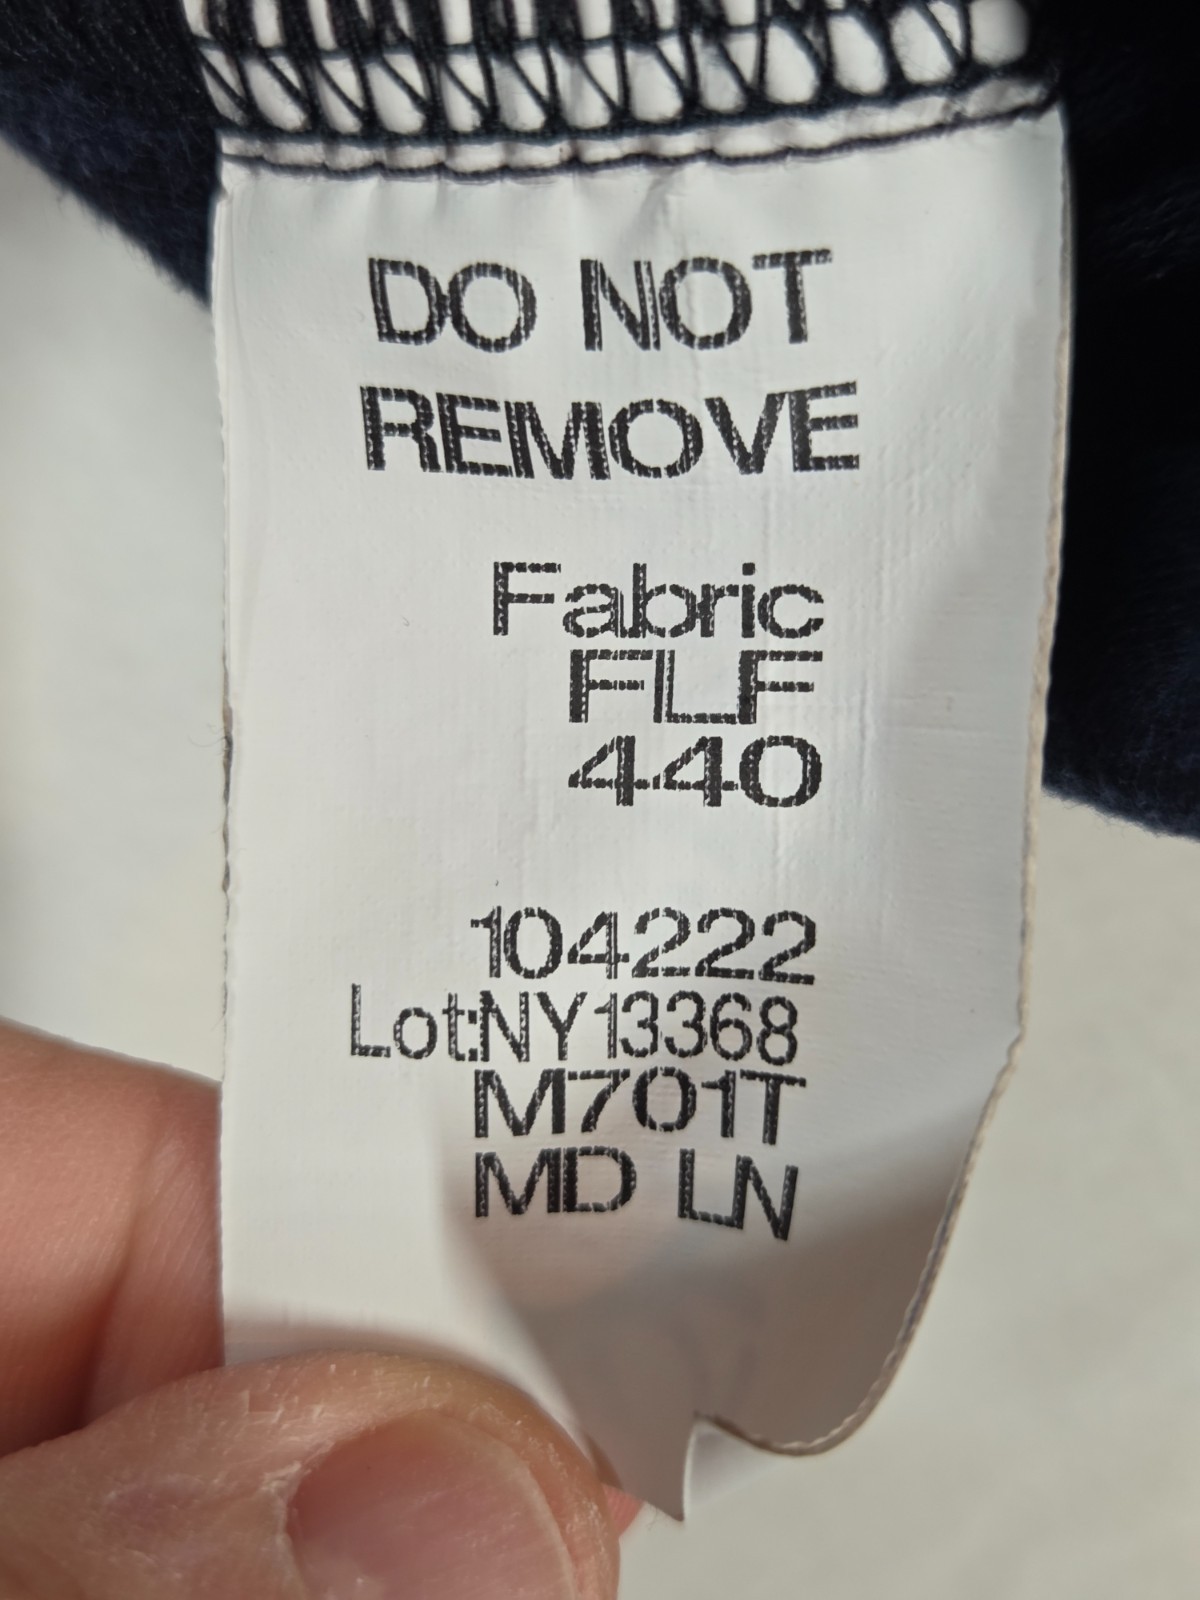 DO NOT
REMOVE
Fabric
FLF
440
104222
Lot:NY13368
M701T
MD LN